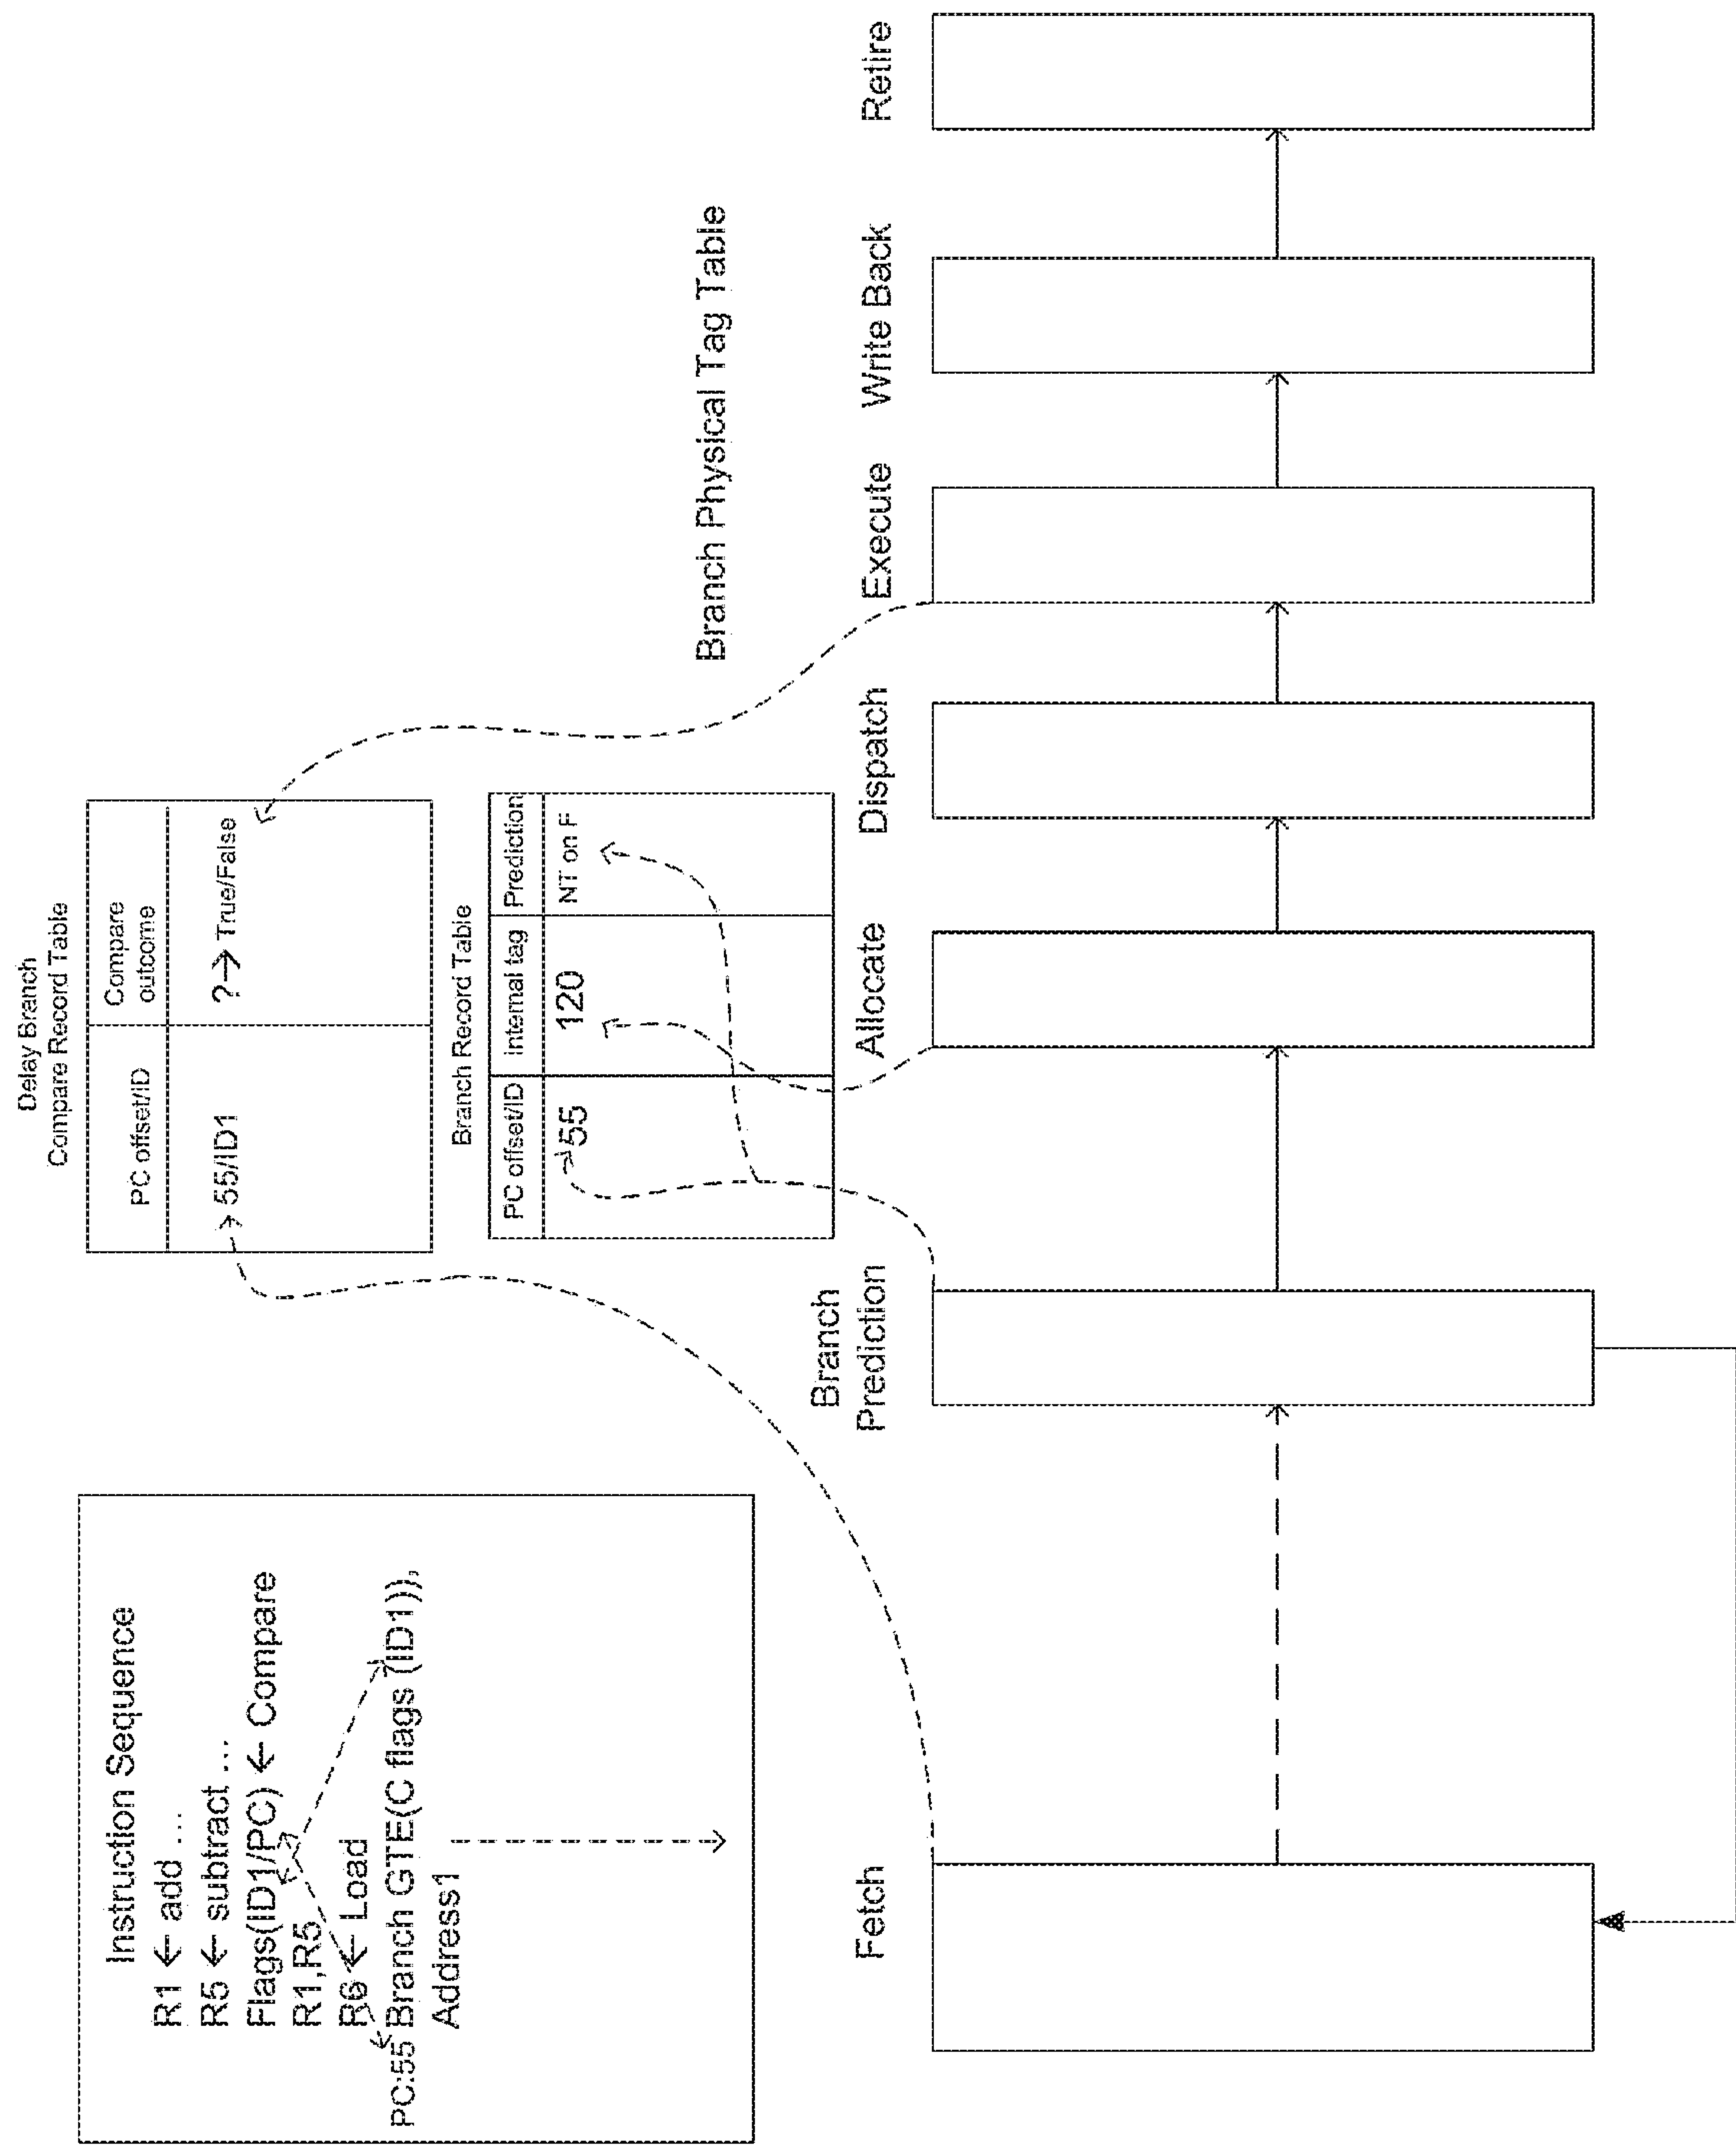 Instruction Sequence
R1 ← add ...
R5 ← subtract ...
Flags(ID1/PC) ← Compare
R1,R5
R6 ← Load
PC:55 Branch GTE(C flags (ID1)),
Address1
Delay Branch
Compare Record Table
PC offset/ID
Compare
outcome
55/ID1
?→ True/False
Branch Record Table
PC offset/ID
internal tag
Prediction
55
120
NT on F
Branch Physical Tag Table
Fetch
Branch
Prediction
Allocate
Dispatch
Execute
Write Back
Retire